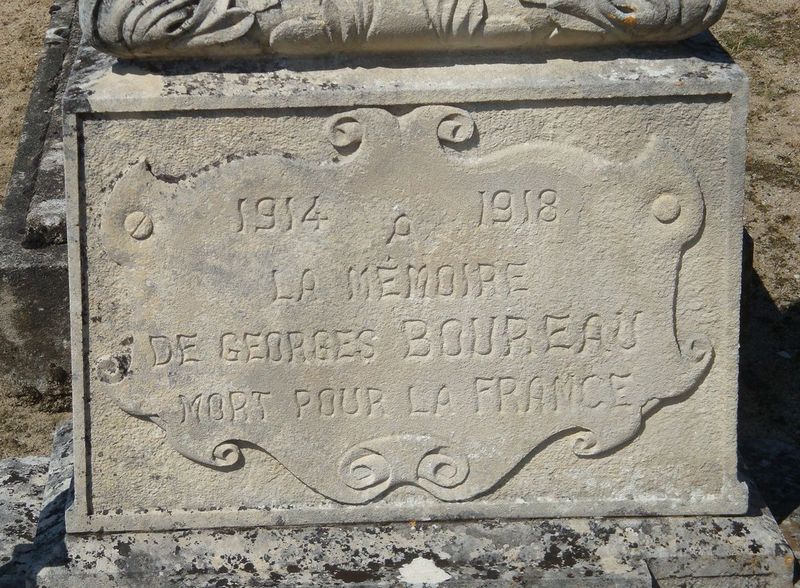 1914 A 1918
LA MÉMOIRE
DE GEORGES BOUREAU
MORT POUR LA FRANCE